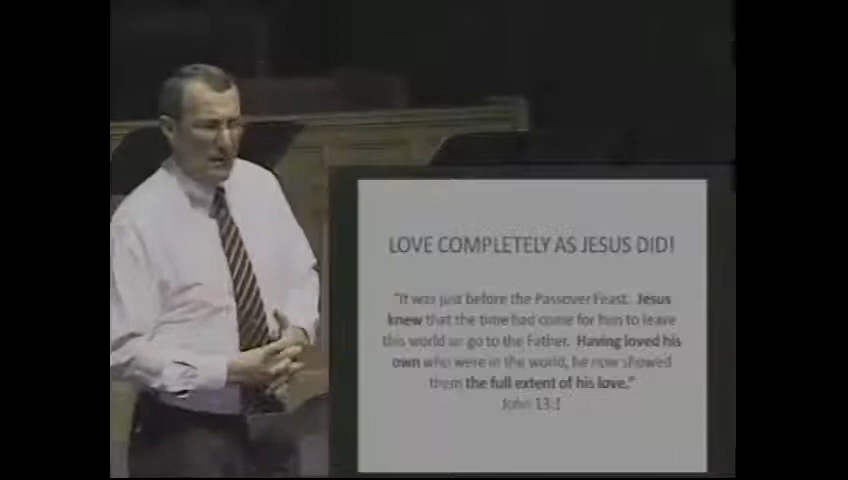 LOVE COMPLETELY AS JESUS DID!
"It was just before the Passover Feast. Jesus
knew that the time had come for him to leave
this world an go to the Father. Having loved his
own who were in the world, he now showed
them the full extent of his love."
John 13:1